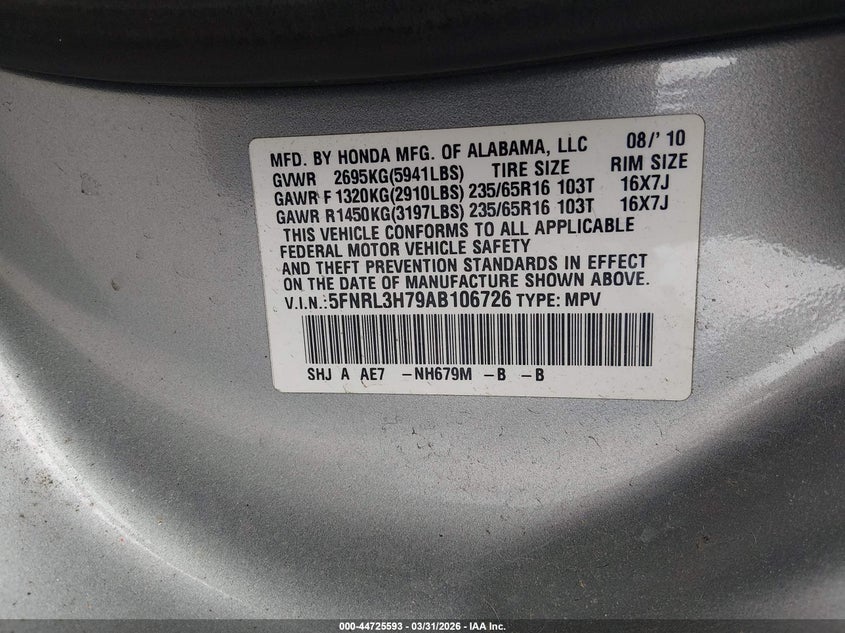 MFD. BY HONDA MFG. OF ALABAMA, LLC 08/' 10
GVWR 2695KG(5941LBS) TIRE SIZE RIM SIZE
GAWR F 1320KG(2910LBS) 235/65R16 103T 16X7J
GAWR R1450KG(3197LBS) 235/65R16 103T 16X7J
THIS VEHICLE CONFORMS TO ALL APPLICABLE
FEDERAL MOTOR VEHICLE SAFETY
AND THEFT PREVENTION STANDARDS IN EFFECT
ON THE DATE OF MANUFACTURE SHOWN ABOVE.
V.I.N.:5FNRL3H79AB106726 TYPE: MPV
SHJ A AE7 -NH679M -B -B
000-44725593 - 03/31/2026 - IAA Inc.